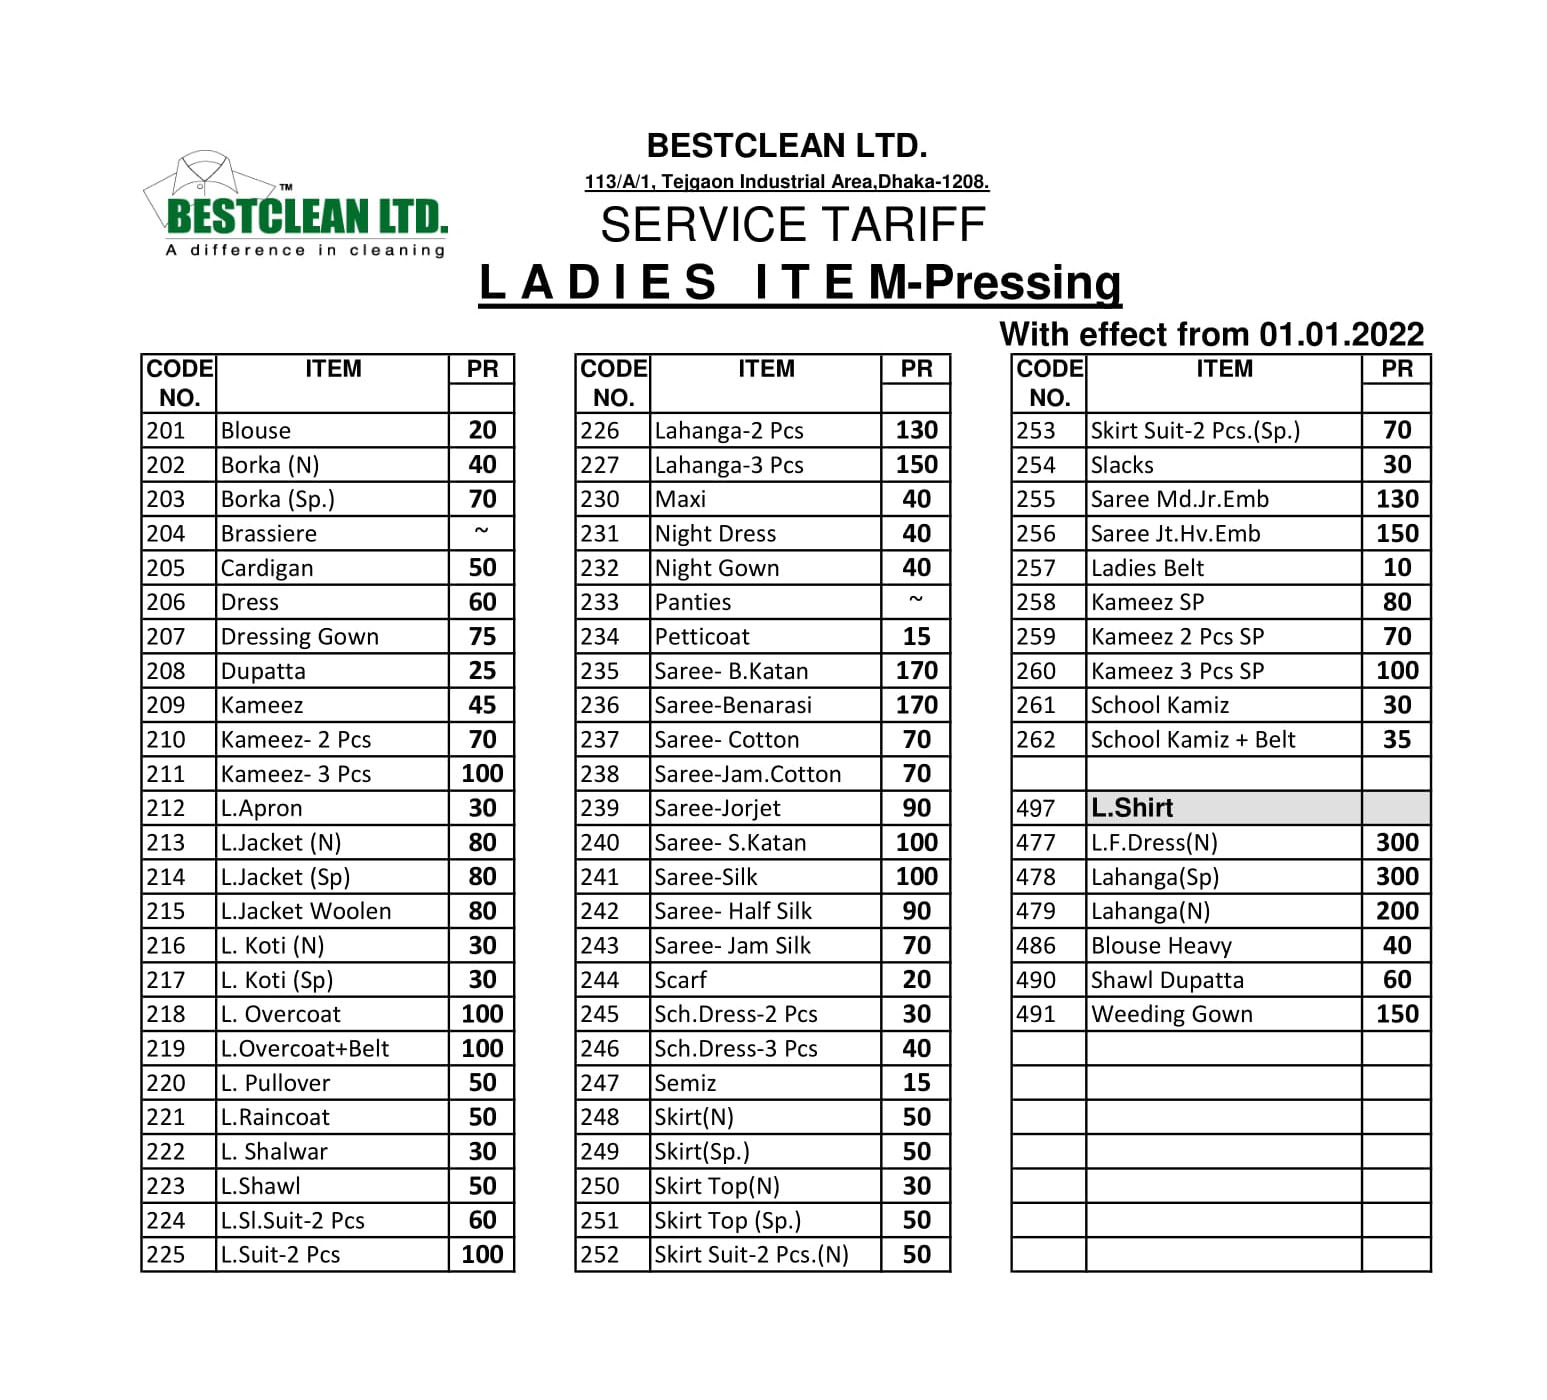 BESTCLEAN LTD.
113/A/1, Tejgaon Industrial Area,Dhaka-1208.
SERVICE TARIFF
LADIES ITEM-Pressing
™
BESTCLEAN LTD.
A difference in cleaning
With effect from 01.01.2022
CODE NO. ITEM PR
201 Blouse 20
202 Borka (N) 40
203 Borka (Sp.) 70
204 Brassiere ~
205 Cardigan 50
206 Dress 60
207 Dressing Gown 75
208 Dupatta 25
209 Kameez 45
210 Kameez- 2 Pcs 70
211 Kameez- 3 Pcs 100
212 L.Apron 30
213 L.Jacket (N) 80
214 L.Jacket (Sp) 80
215 L.Jacket Woolen 80
216 L. Koti (N) 30
217 L. Koti (Sp) 30
218 L. Overcoat 100
219 L.Overcoat+Belt 100
220 L. Pullover 50
221 L.Raincoat 50
222 L. Shalwar 30
223 L.Shawl 50
224 L.Sl.Suit-2 Pcs 60
225 L.Suit-2 Pcs 100
CODE NO. ITEM PR
226 Lahanga-2 Pcs 130
227 Lahanga-3 Pcs 150
230 Maxi 40
231 Night Dress 40
232 Night Gown 40
233 Panties ~
234 Petticoat 15
235 Saree- B.Katan 170
236 Saree-Benarasi 170
237 Saree- Cotton 70
238 Saree-Jam.Cotton 70
239 Saree-Jorjet 90
240 Saree- S.Katan 100
241 Saree-Silk 100
242 Saree- Half Silk 90
243 Saree- Jam Silk 70
244 Scarf 20
245 Sch.Dress-2 Pcs 30
246 Sch.Dress-3 Pcs 40
247 Semiz 15
248 Skirt(N) 50
249 Skirt(Sp.) 50
250 Skirt Top(N) 30
251 Skirt Top (Sp.) 50
252 Skirt Suit-2 Pcs.(N) 50
CODE NO. ITEM PR
253 Skirt Suit-2 Pcs.(Sp.) 70
254 Slacks 30
255 Saree Md.Jr.Emb 130
256 Saree Jt.Hv.Emb 150
257 Ladies Belt 10
258 Kameez SP 80
259 Kameez 2 Pcs SP 70
260 Kameez 3 Pcs SP 100
261 School Kamiz 30
262 School Kamiz + Belt 35
497 L.Shirt
477 L.F.Dress(N) 300
478 Lahanga(Sp) 300
479 Lahanga(N) 200
486 Blouse Heavy 40
490 Shawl Dupatta 60
491 Weeding Gown 150